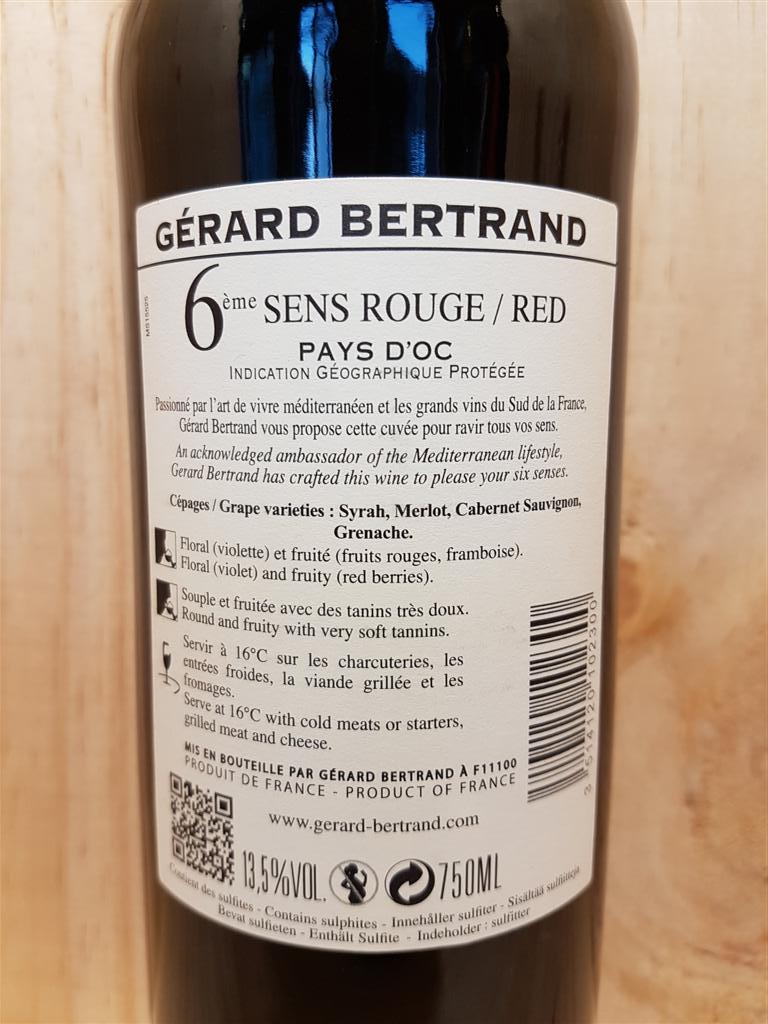 GÉRARD BERTRAND
6ème SENS ROUGE / RED
PAYS D'OC
INDICATION GÉOGRAPHIQUE PROTÉGÉE
Passionné par l'art de vivre méditerranéen et les grands vins du Sud de la France,
Gérard Bertrand vous propose cette cuvée pour ravir tous vos sens.
An acknowledged ambassador of the Mediterranean lifestyle,
Gerard Bertrand has crafted this wine to please your six senses.
Cépages / Grape varieties : Syrah, Merlot, Cabernet Sauvignon,
Grenache.
Floral (violette) et fruité (fruits rouges, framboise).
Floral (violet) and fruity (red berries).
Souple et fruitée avec des tanins très doux.
Round and fruity with very soft tannins.
Servir à 16°C sur les charcuteries, les
entrées froides, la viande grillée et les
fromages.
Serve at 16°C with cold meats or starters,
grilled meat and cheese.
MIS EN BOUTEILLE PAR GÉRARD BERTRAND À F11100
PRODUIT DE FRANCE - PRODUCT OF FRANCE
www.gerard-bertrand.com
3 514120 102300
13,5%VOL.
750ML
Contient des sulfites - Contains sulphites - Innehåller sulfiter - Sisältää sulfiitteja
Bevat sulfieten - Enthält Sulfite - Indeholder : sulfitter